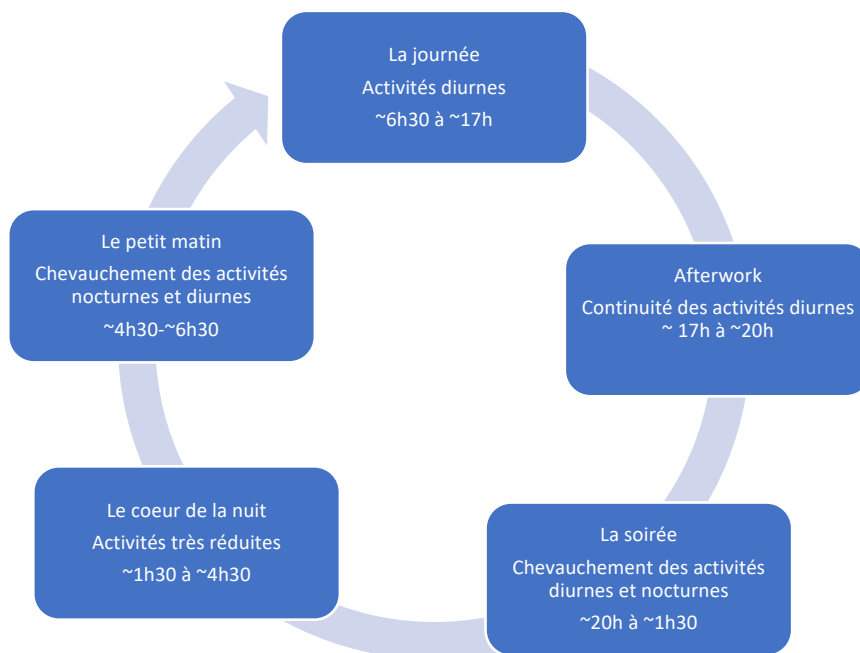 La journée
Activités diurnes
~6h30 à ~17h
Afterwork
Continuité des activités diurnes
~ 17h à ~20h
La soirée
Chevauchement des activités
diurnes et nocturnes
~20h à ~1h30
Le coeur de la nuit
Activités très réduites
~1h30 à ~4h30
Le petit matin
Chevauchement des activités
nocturnes et diurnes
~4h30-~6h30